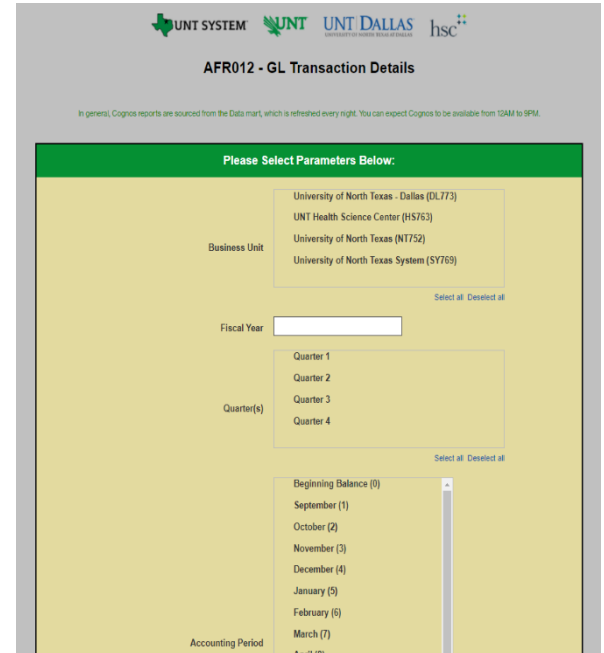 UNT SYSTEM UNT UNT DALLAS hsc
AFR012 - GL Transaction Details
In general, Cognos reports are sourced from the Data mart, which is refreshed every night. You can expect Cognos to be available from 12AM to 9PM.
Please Select Parameters Below:
University of North Texas - Dallas (DL773)
UNT Health Science Center (HS763)
University of North Texas (NT752)
University of North Texas System (SY769)
Business Unit
Select all Deselect all
Fiscal Year
Quarter 1
Quarter 2
Quarter 3
Quarter 4
Quarter(s)
Select all Deselect all
Beginning Balance (0)
September (1)
October (2)
November (3)
December (4)
January (5)
February (6)
March (7)
Accounting Period